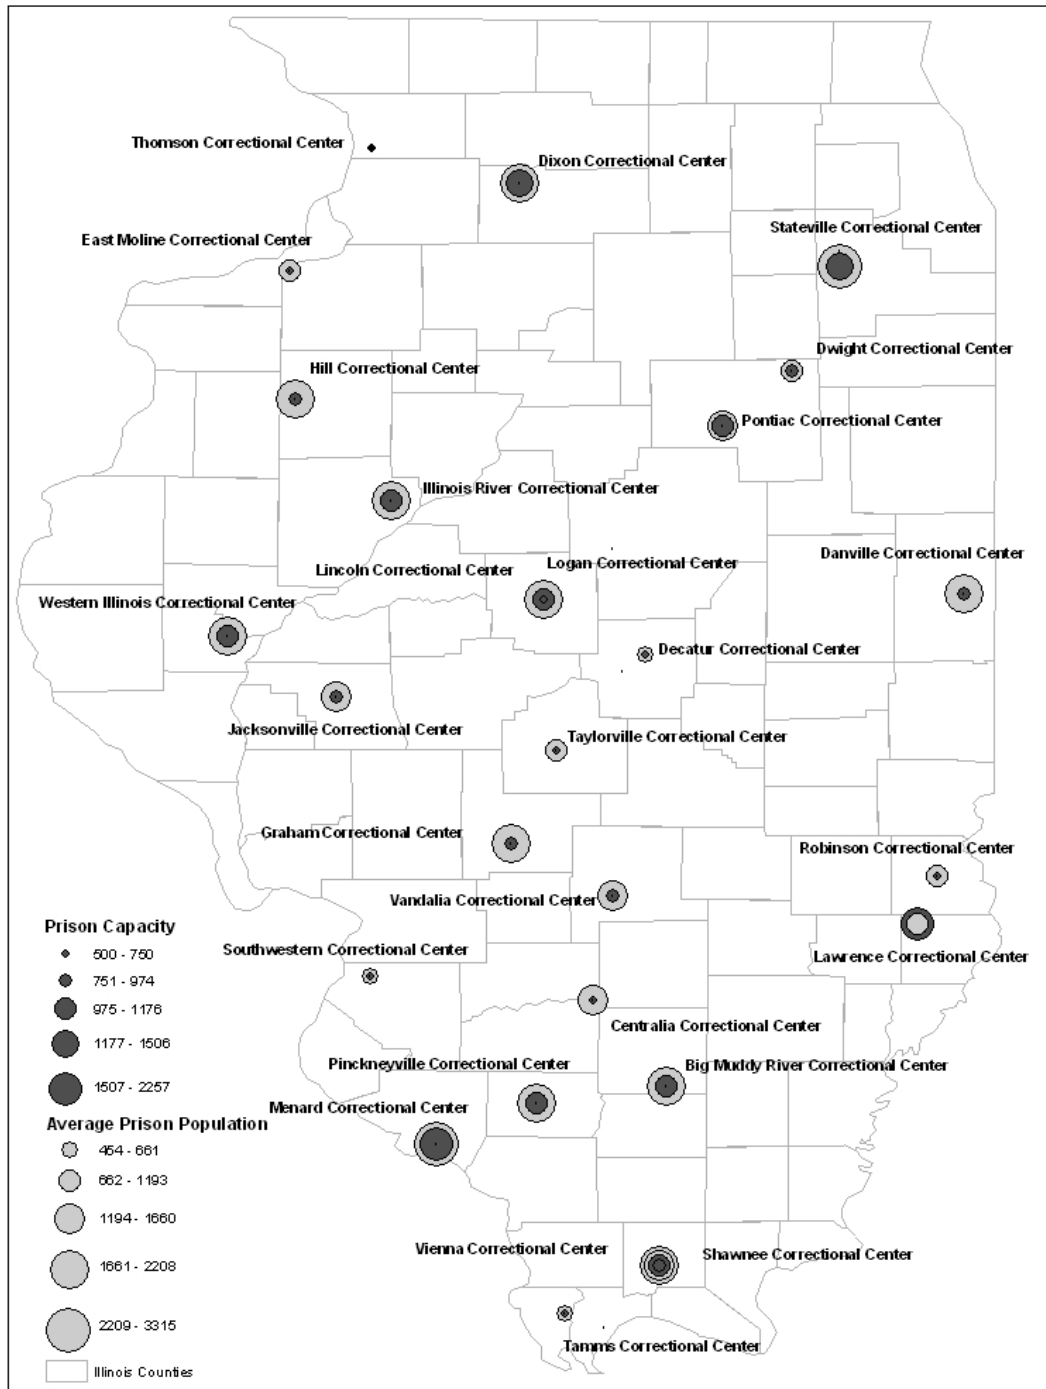 Thomson Correctional Center
Dixon Correctional Center
East Moline Correctional Center
Stateville Correctional Center
Hill Correctional Center
Dwight Correctional Center
Pontiac Correctional Center
Illinois River Correctional Center
Lincoln Correctional Center
Logan Correctional Center
Danville Correctional Center
Western Illinois Correctional Center
Decatur Correctional Center
Jacksonville Correctional Center
Taylorville Correctional Center
Graham Correctional Center
Robinson Correctional Center
Vandalia Correctional Center
Southwestern Correctional Center
Lawrence Correctional Center
Centralia Correctional Center
Pinckneyville Correctional Center
Big Muddy River Correctional Center
Menard Correctional Center
Vienna Correctional Center
Shawnee Correctional Center
Tamms Correctional Center
Prison Capacity
500 - 750
751 - 974
975 - 1176
1177 - 1506
1507 - 2257
Average Prison Population
454 - 661
662 - 1193
1194 - 1660
1661 - 2208
2209 - 3315
Illinois Counties